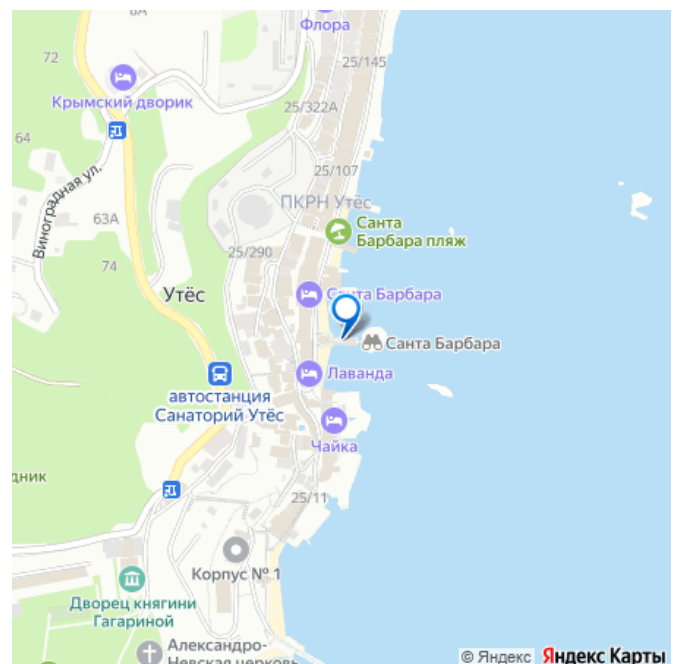 Флора
72
8А
25/145
Крымский дворик
25/322А
64
25/107
Виноградная ул.
ПКРН Утёс
63А
Санта
Барбара пляж
25/290
74
Утёс
Санта Барбара
Санта Барбара
Лаванда
автостанция
Санаторий Утёс
Чайка
дник
25/11
Корпус № 1
Дворец княгини
Гагариной
Александро-
Невская церковь
© Яндекс Яндекс Карты